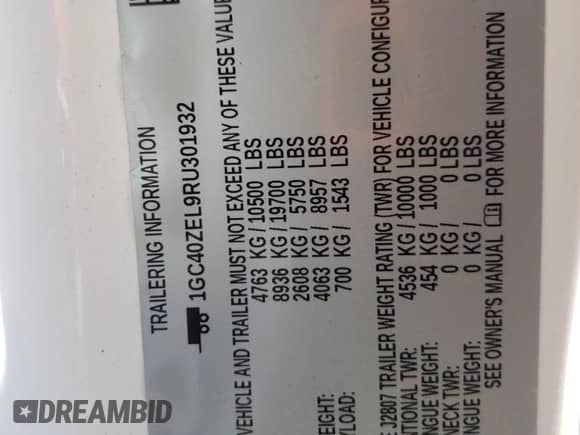 TRAILERING INFORMATION
1GC40ZEL9RU301932
VEHICLE AND TRAILER MUST NOT EXCEED ANY OF THESE VALUE
4763 KG / 10500 LBS
8936 KG / 19700 LBS
2608 KG / 5750 LBS
4063 KG / 8957 LBS
EIGHT:
YLOAD: 700 KG / 1543 LBS
E J2807 TRAILER WEIGHT RATING (TWR) FOR VEHICLE CONFIGUR
NTIONAL TWR: 4536 KG / 10000 LBS
NGUE WEIGHT: 454 KG / 1000 LBS
NECK TWR: 0 KG / 0 LBS
NGUE WEIGHT: 0 KG / 0 LBS
SEE OWNER'S MANUAL FOR MORE INFORMATION
DREAMBID